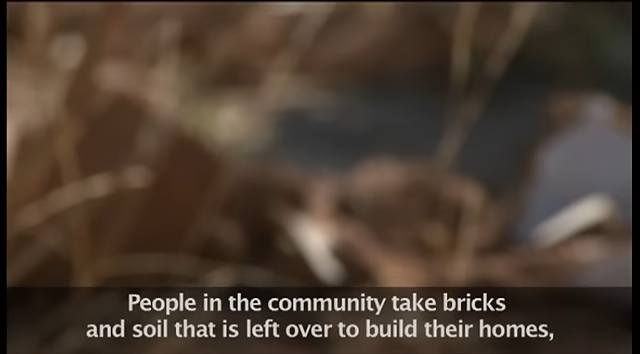 People in the community take bricks
and soil that is left over to build their homes,